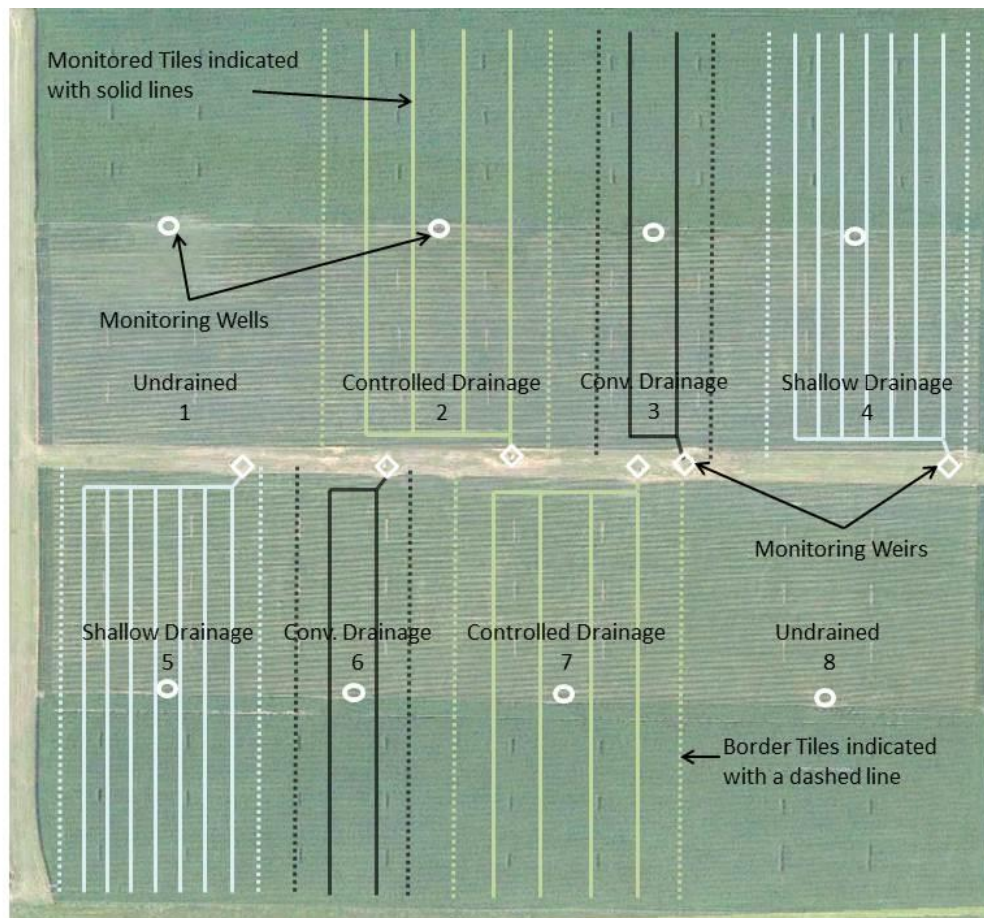 Monitored Tiles indicated
with solid lines
Monitoring Wells
Undrained
1
Controlled Drainage
2
Conv. Drainage
3
Shallow Drainage
4
Monitoring Weirs
Shallow Drainage
5
Conv. Drainage
6
Controlled Drainage
7
Undrained
8
Border Tiles indicated
with a dashed line